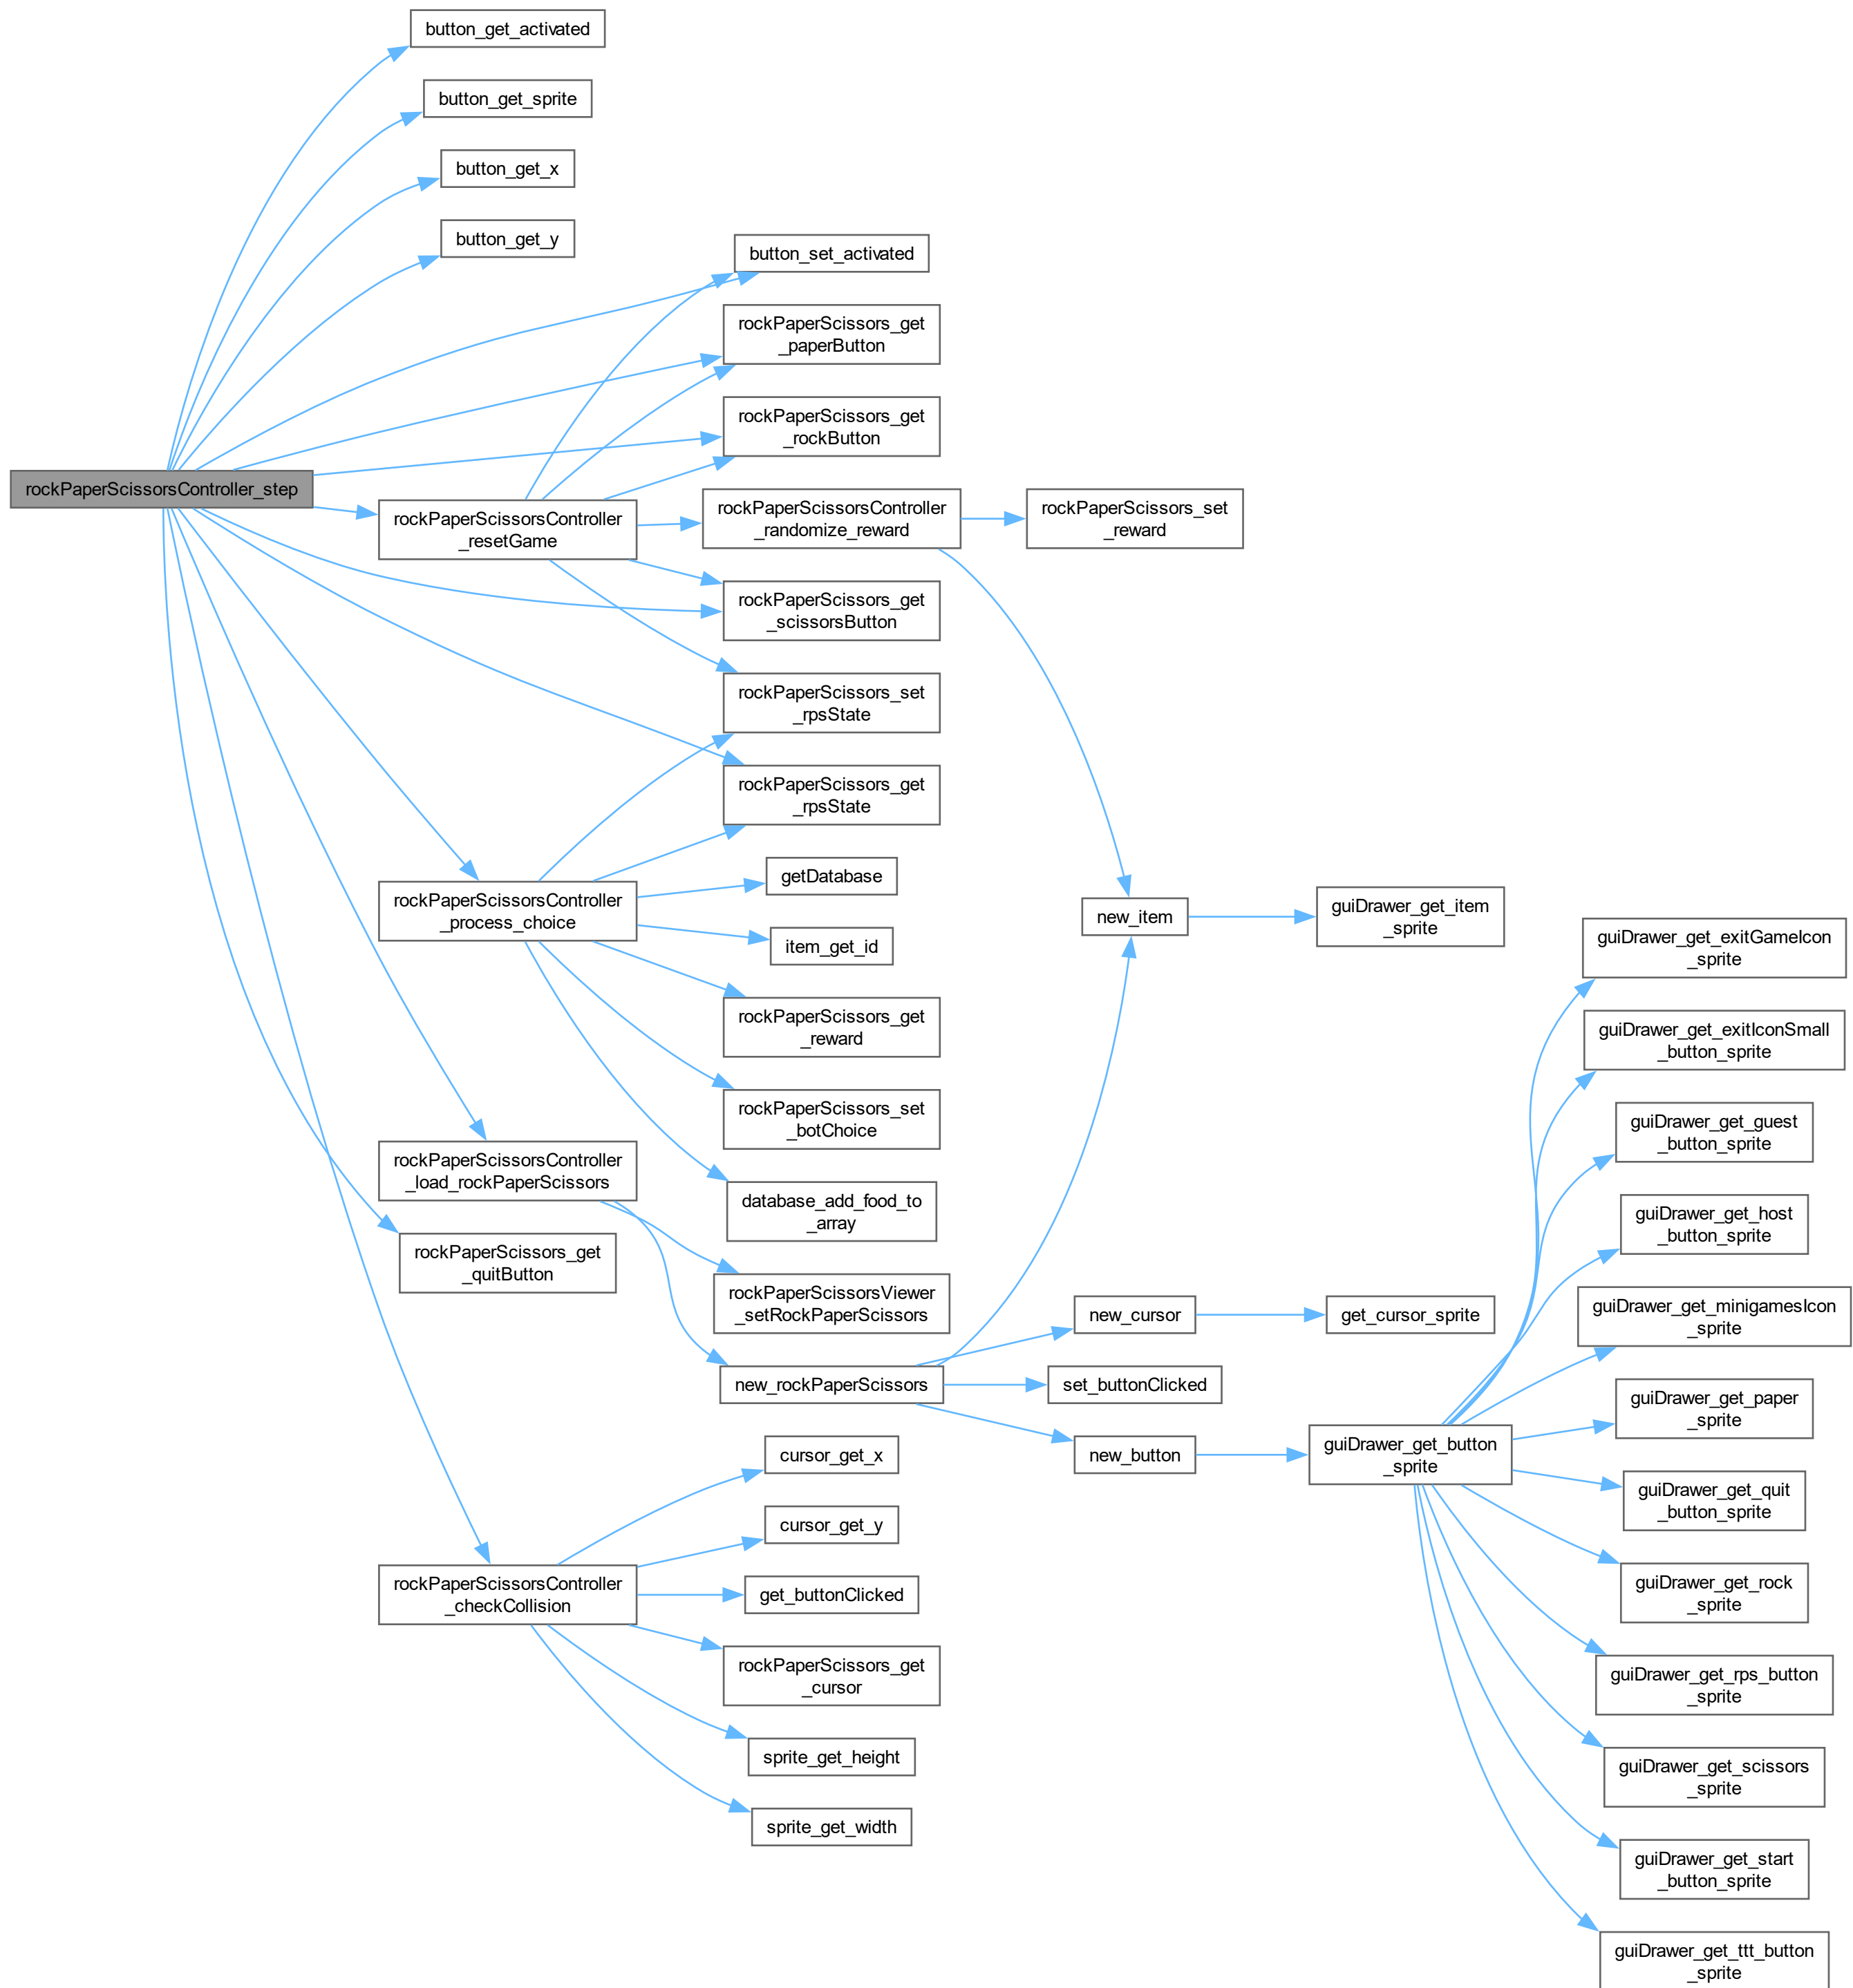 button_get_activated
button_get_sprite
button_get_x
button_get_y
button_set_activated
rockPaperScissors_get
_paperButton
rockPaperScissors_get
_rockButton
rockPaperScissorsController_step
rockPaperScissorsController
_resetGame
rockPaperScissorsController
_randomize_reward
rockPaperScissors_set
_reward
rockPaperScissors_get
_scissorsButton
rockPaperScissors_set
_rpsState
rockPaperScissors_get
_rpsState
getDatabase
rockPaperScissorsController
_process_choice
item_get_id
new_item
guiDrawer_get_item
_sprite
rockPaperScissors_get
_reward
rockPaperScissors_set
_botChoice
database_add_food_to
_array
rockPaperScissorsController
_load_rockPaperScissors
rockPaperScissors_get
_quitButton
rockPaperScissorsViewer
_setRockPaperScissors
new_rockPaperScissors
new_cursor
get_cursor_sprite
set_buttonClicked
new_button
guiDrawer_get_button
_sprite
cursor_get_x
cursor_get_y
rockPaperScissorsController
_checkCollision
get_buttonClicked
rockPaperScissors_get
_cursor
sprite_get_height
sprite_get_width
guiDrawer_get_exitGameIcon
_sprite
guiDrawer_get_exitIconSmall
_button_sprite
guiDrawer_get_guest
_button_sprite
guiDrawer_get_host
_button_sprite
guiDrawer_get_minigamesIcon
_sprite
guiDrawer_get_paper
_sprite
guiDrawer_get_quit
_button_sprite
guiDrawer_get_rock
_sprite
guiDrawer_get_rps_button
_sprite
guiDrawer_get_scissors
_sprite
guiDrawer_get_start
_button_sprite
guiDrawer_get_ttt_button
_sprite